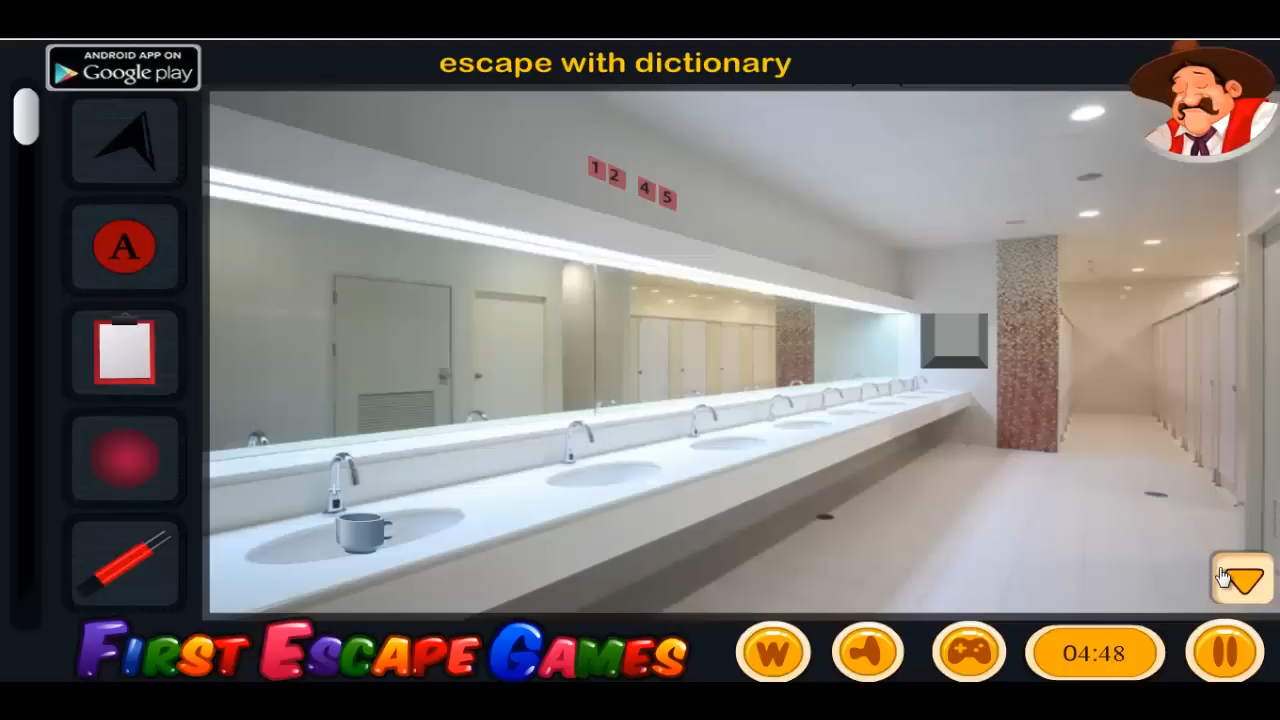 ANDROID APP ON
Google play
escape with dictionary
1 2 4 5
A
FIRST ESCAPE GAMES
W
04:48